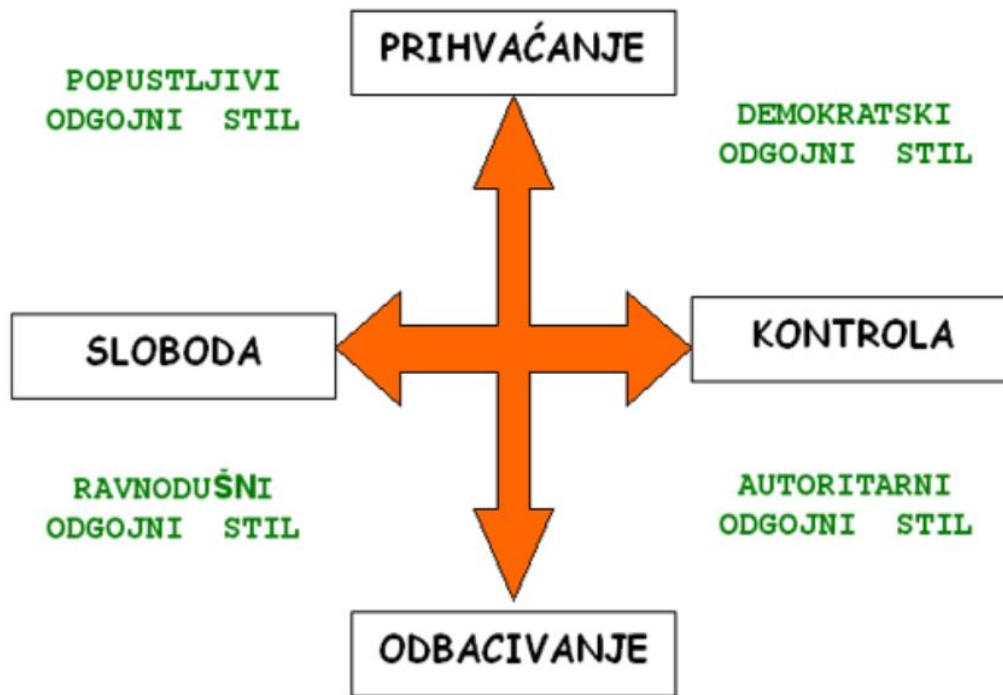 PRIHVAĆANJE
POPUSTLJIVI
ODGOJNI STIL
DEMOKRATSKI
ODGOJNI STIL
SLOBODA
KONTROLA
RAVNODUŠNI
ODGOJNI STIL
AUTORITARNI
ODGOJNI STIL
ODBACIVANJE